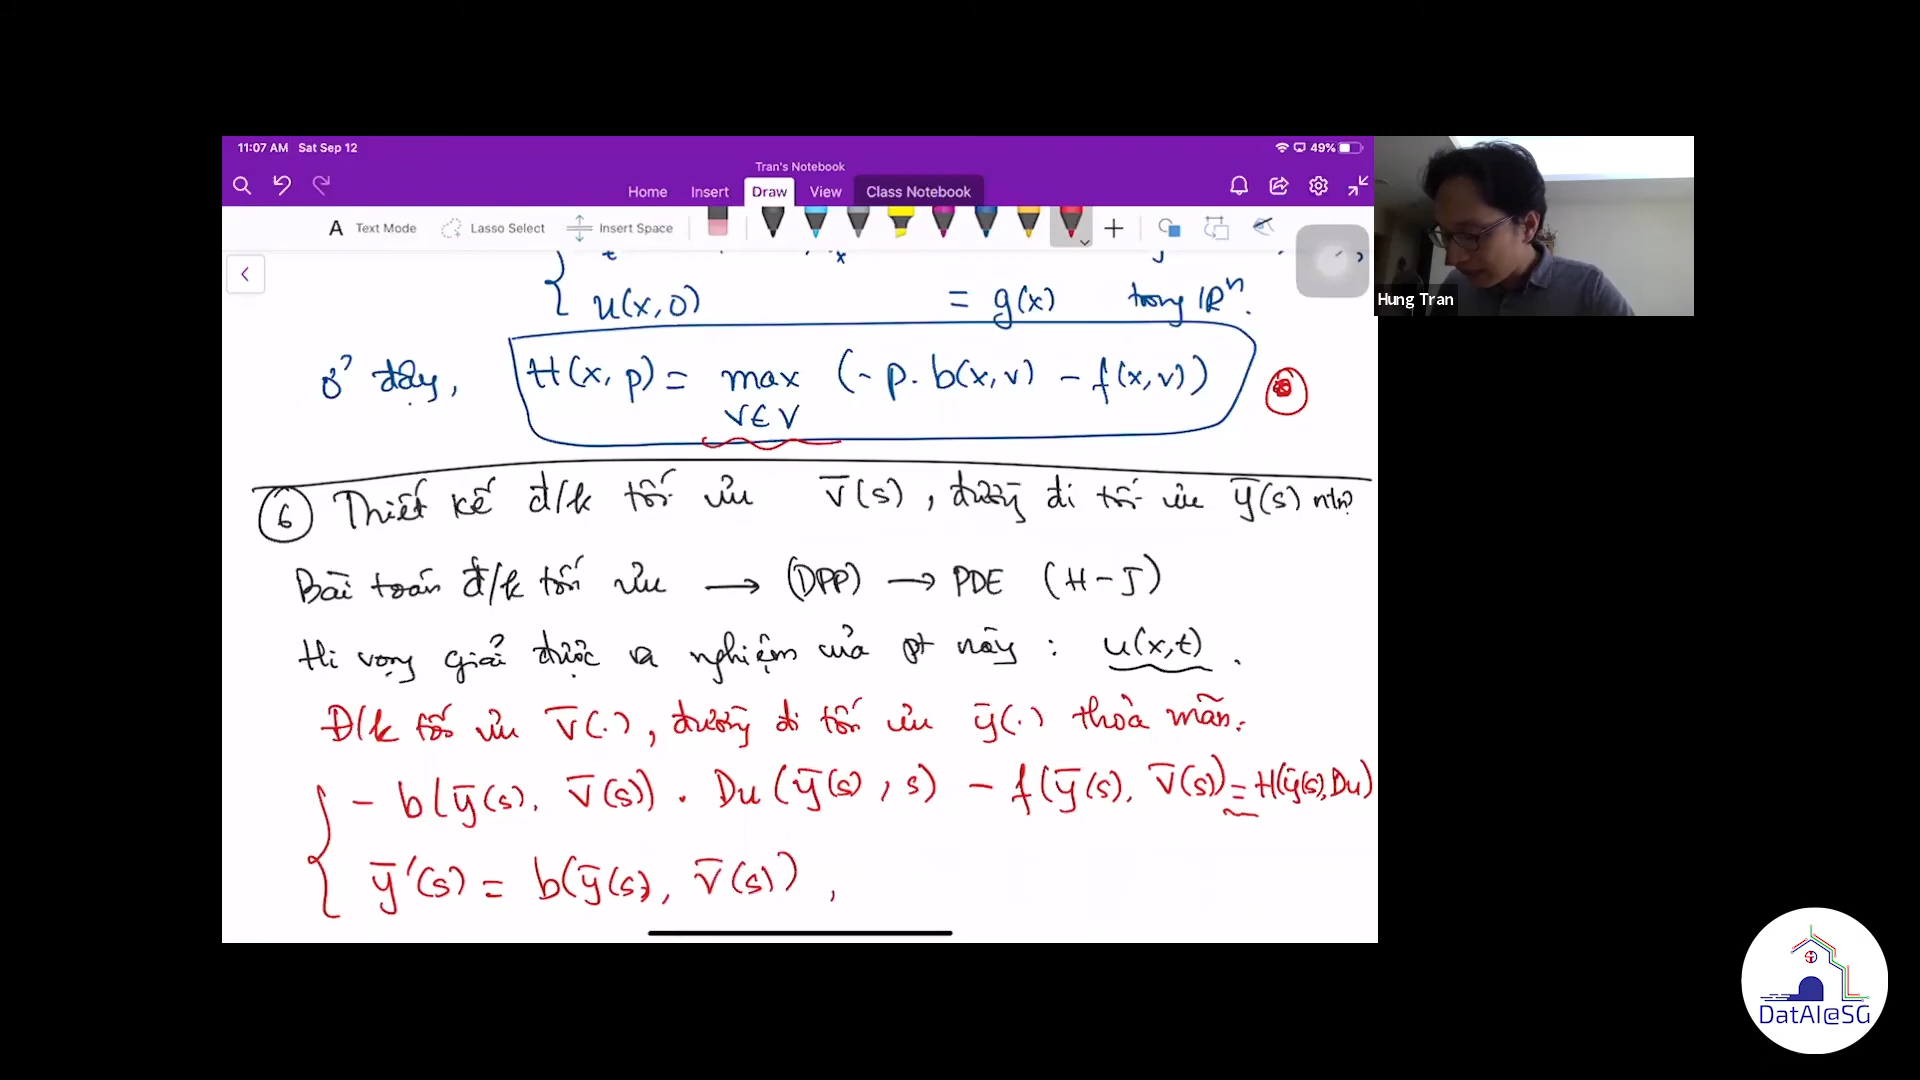 11:07 AM Sat Sep 12
49%
Tran's Notebook
Home Insert Draw View Class Notebook
A Text Mode Lasso Select Insert Space
u(x,0) = g(x) trong ℝⁿ.
Ở đây, H(x,p) = max (-p. b(x,v) - f(x,v))
v∈V
⑥ Thiết kế đ/k tối ưu v̅(s), đường đi tối ưu y̅(s) nhờ
Bài toán đ/k tối ưu → (DPP) → PDE (H-J)
Hi vọng giải được ra nghiệm của pt này : u(x,t).
Đ/k tối ưu v̅(.), đường đi tối ưu y̅(.) thỏa mãn:
- b(y̅(s), v̅(s)) . Du(y̅(s), s) - f(y̅(s), v̅(s)) = H(y̅(s), Du)
y̅'(s) = b(y̅(s), v̅(s)),
Hung Tran
DatAI@SG